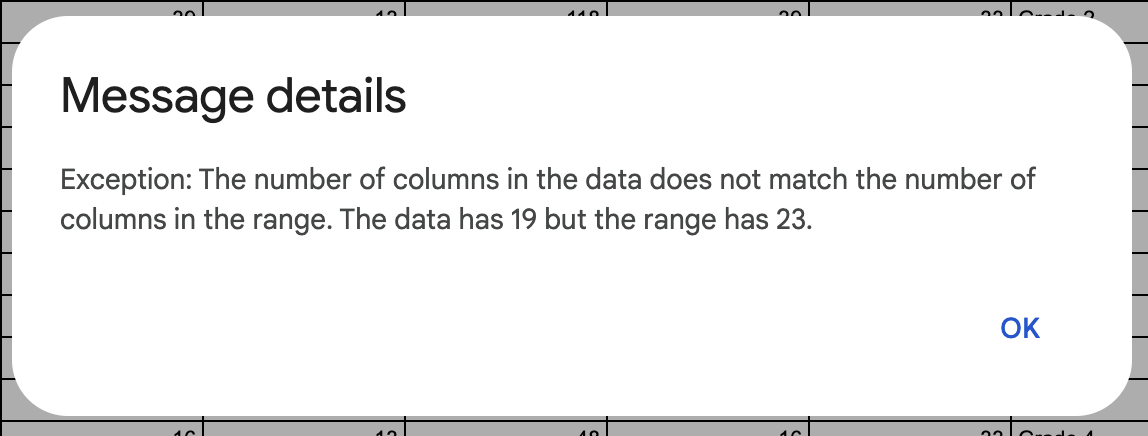 Message details
Exception: The number of columns in the data does not match the number of
columns in the range. The data has 19 but the range has 23.
OK